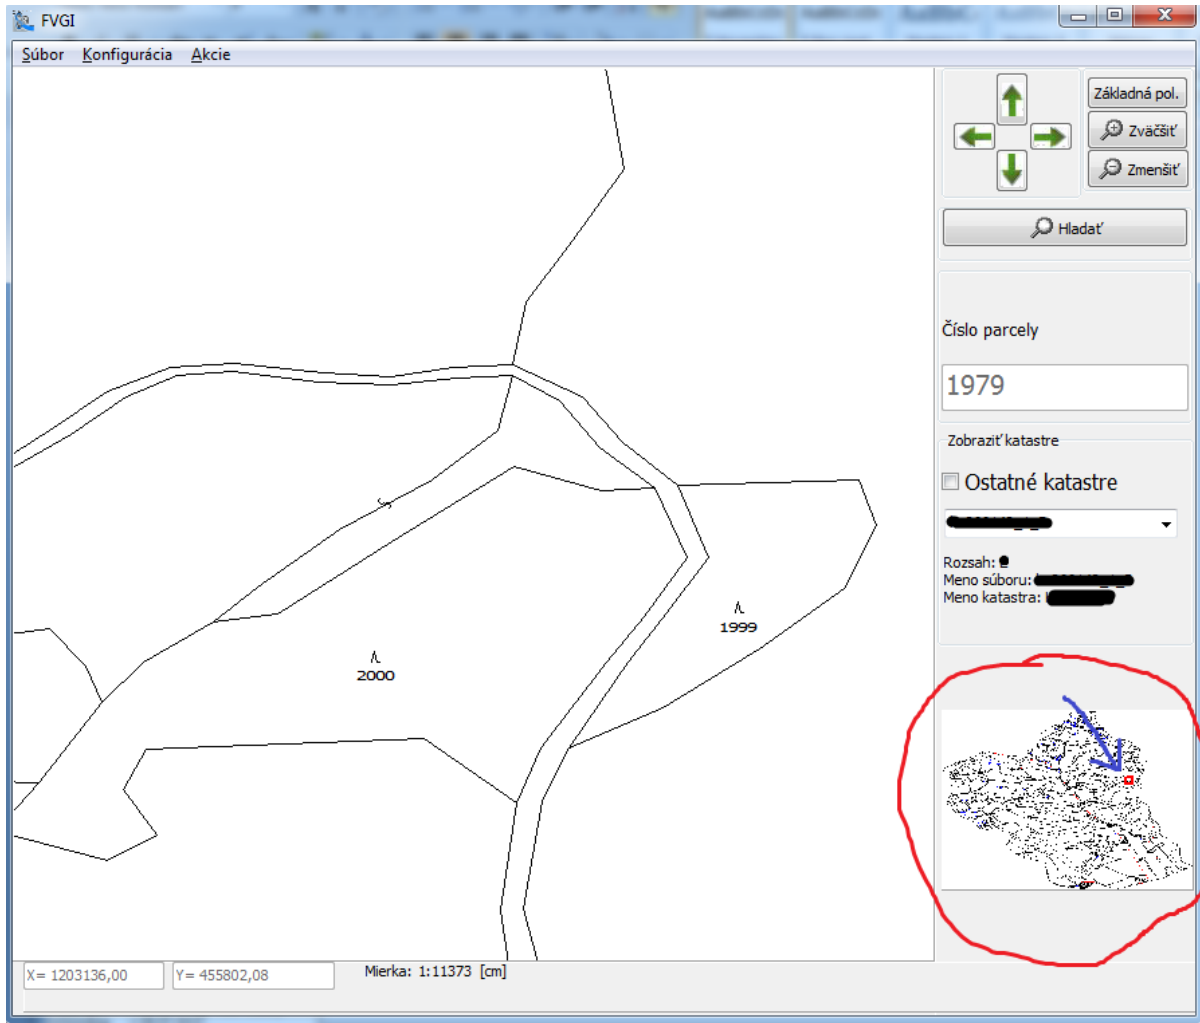 FVGI
Súbor Konfigurácia Akcie
Základná pol.
Zväčšiť
Zmenšiť
Hladať
Číslo parcely
1979
Zobraziť katastre
Ostatné katastre
Rozsah:
Meno súboru:
Meno katastra:
1999
2000
X= 1203136,00 Y= 455802,08 Mierka: 1:11373 [cm]